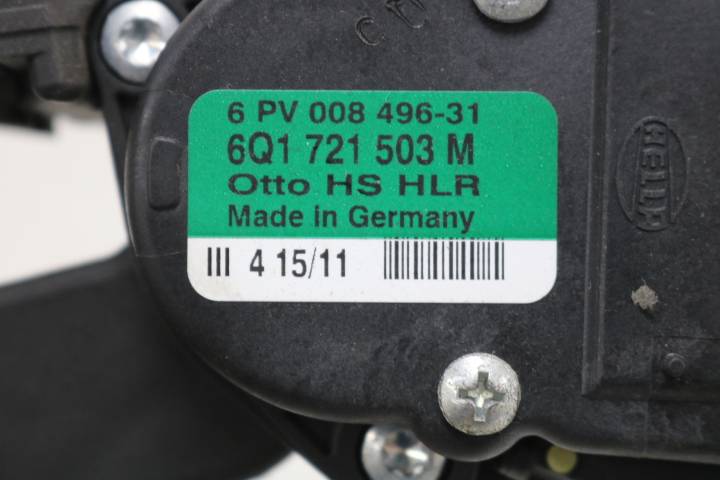 6 PV 008 496-31
6Q1 721 503 M
Otto HS HLR
Made in Germany
III 4 15/11
HELLA